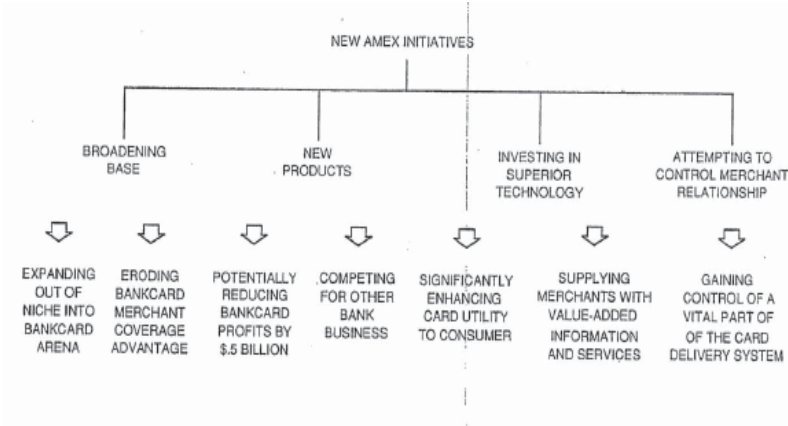 NEW AMEX INITIATIVES
BROADENING
BASE
NEW
PRODUCTS
INVESTING IN
SUPERIOR
TECHNOLOGY
ATTEMPTING TO
CONTROL MERCHANT
RELATIONSHIP
EXPANDING
OUT OF
NICHE INTO
BANKCARD
ARENA
ERODING
BANKCARD
MERCHANT
COVERAGE
ADVANTAGE
POTENTIALLY
REDUCING
BANKCARD
PROFITS BY
$.5 BILLION
COMPETING
FOR OTHER
BANK
BUSINESS
SIGNIFICANTLY
ENHANCING
CARD UTILITY
TO CONSUMER
SUPPLYING
MERCHANTS WITH
VALUE-ADDED
INFORMATION
AND SERVICES
GAINING
CONTROL OF A
VITAL PART OF
OF THE CARD
DELIVERY SYSTEM